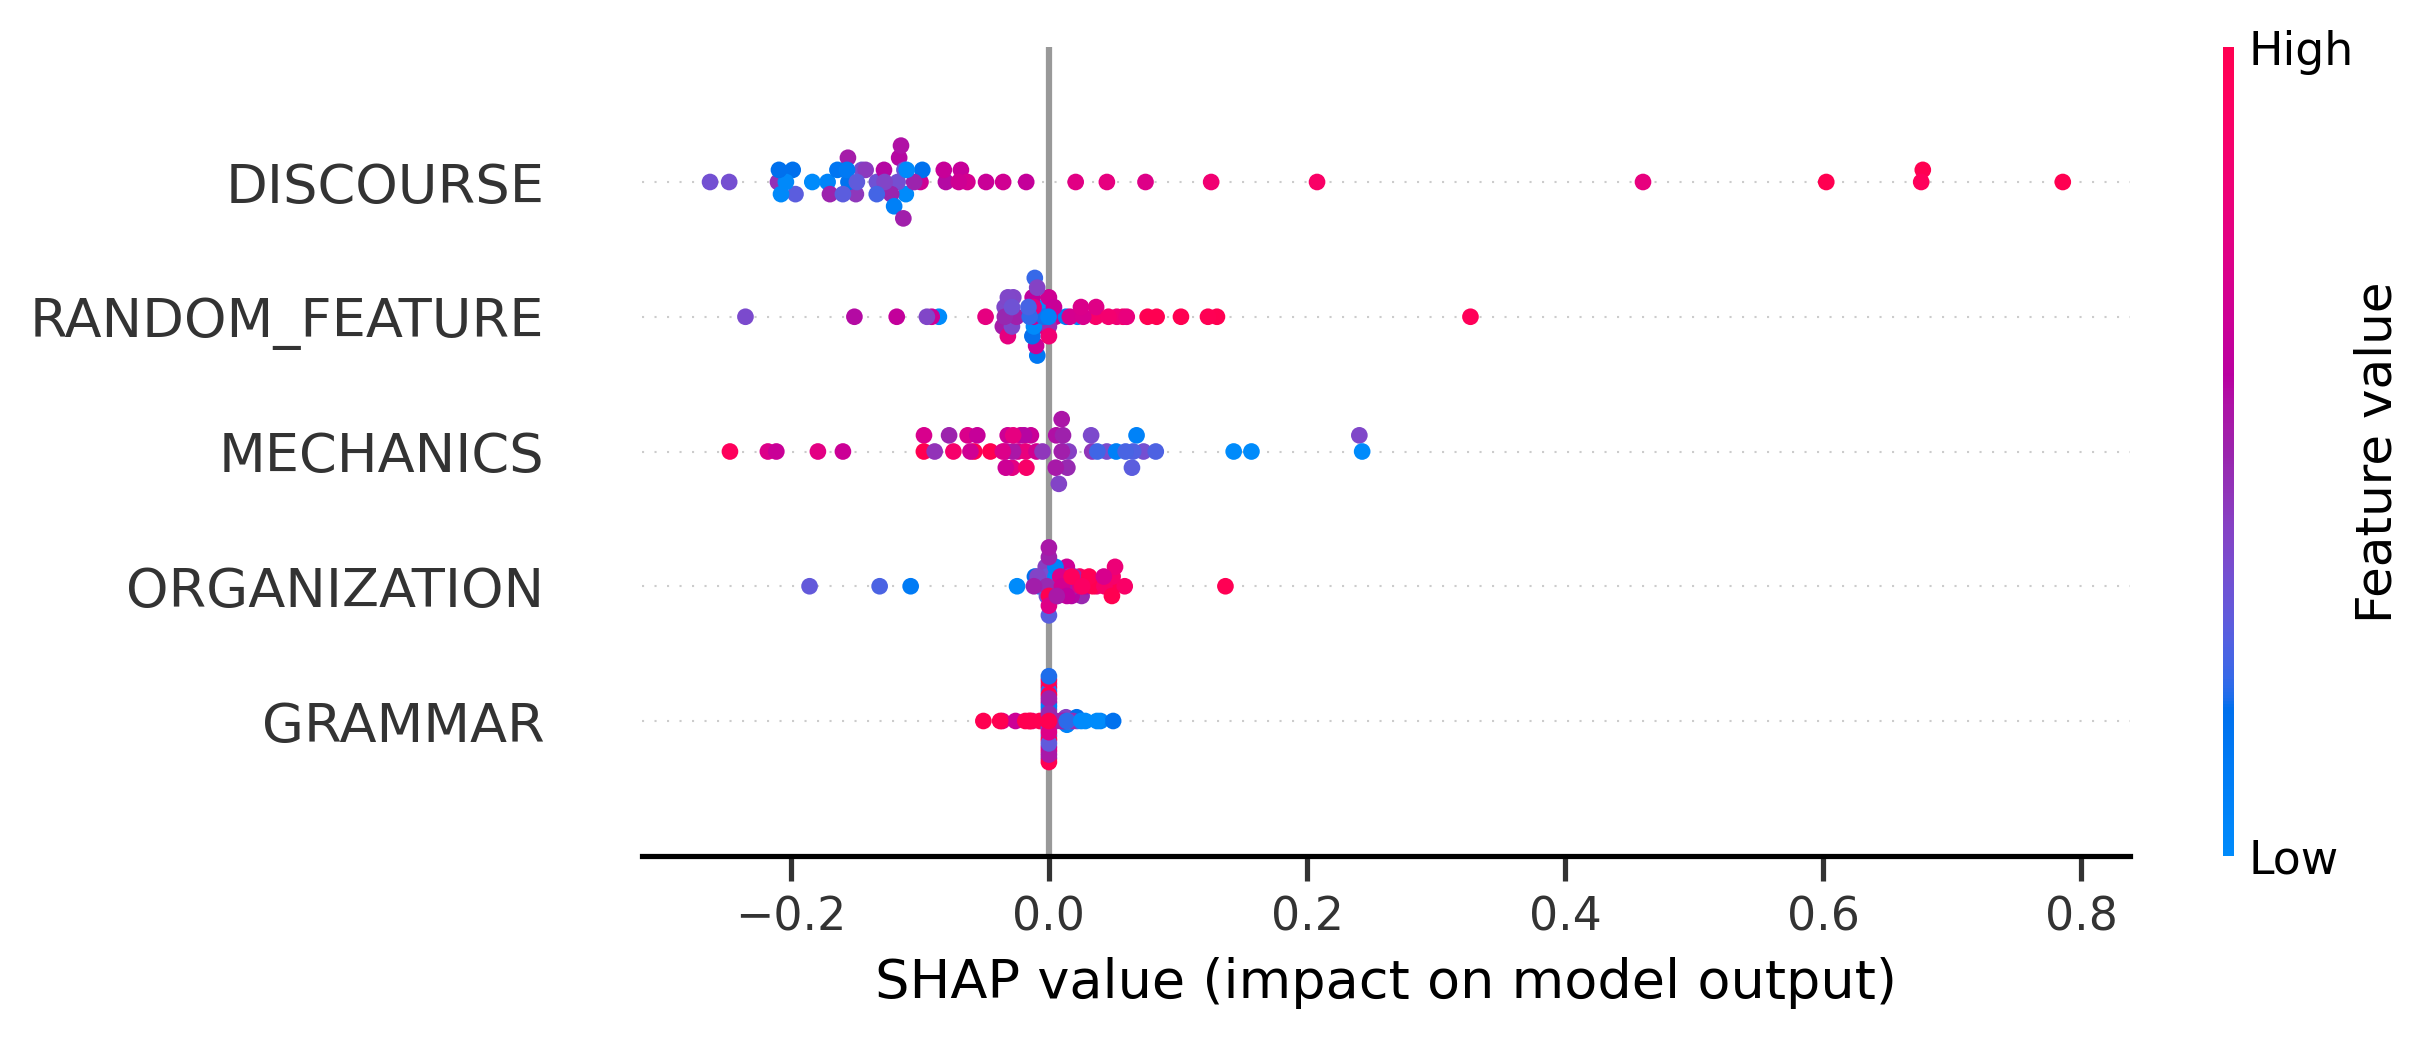 High
DISCOURSE
RANDOM_FEATURE
MECHANICS
ORGANIZATION
GRAMMAR
Feature value
Low
−0.2 0.0 0.2 0.4 0.6 0.8
SHAP value (impact on model output)